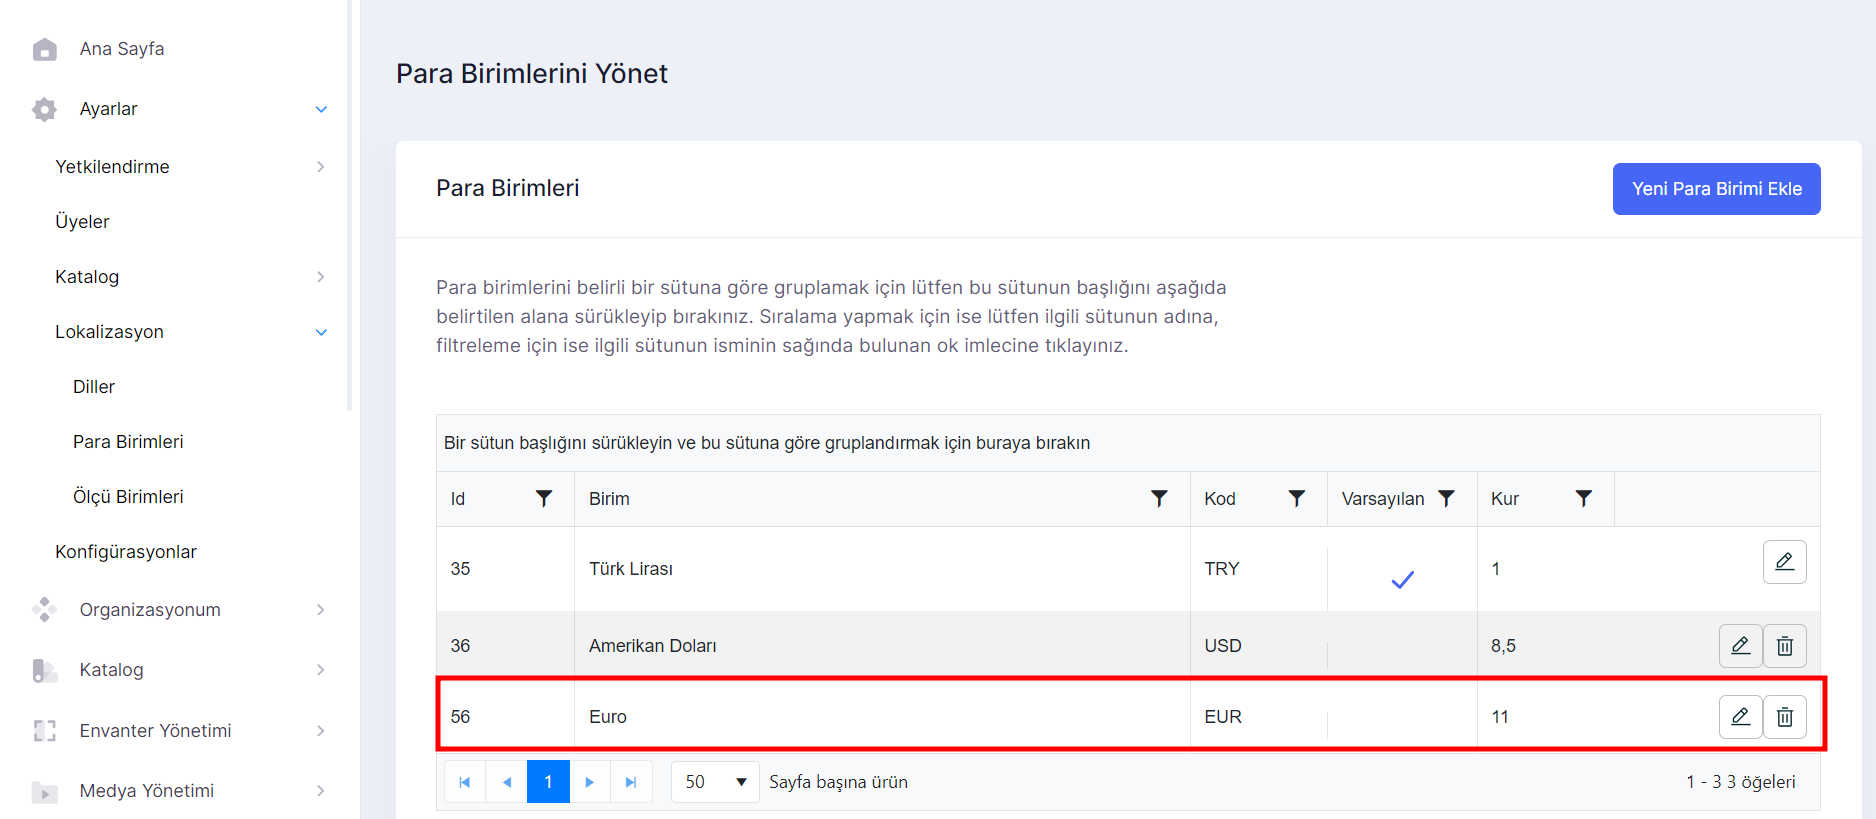 Ana Sayfa
Ayarlar
Yetkilendirme
Üyeler
Katalog
Lokalizasyon
Diller
Para Birimleri
Ölçü Birimleri
Konfigürasyonlar
Organizasyonum
Katalog
Envanter Yönetimi
Medya Yönetimi
Para Birimlerini Yönet
Para Birimleri
Yeni Para Birimi Ekle
Para birimlerini belirli bir sütuna göre gruplamak için lütfen bu sütunun başlığını aşağıda
belirtilen alana sürükleyip bırakınız. Sıralama yapmak için ise lütfen ilgili sütunun adına,
filtreleme için ise ilgili sütunun isminin sağında bulunan ok imlecine tıklayınız.
Bir sütun başlığını sürükleyin ve bu sütuna göre gruplandırmak için buraya bırakın
Id Birim Kod Varsayılan Kur
35 Türk Lirası TRY 1
36 Amerikan Doları USD 8,5
56 Euro EUR 11
1 50 Sayfa başına ürün 1 - 3 3 öğeleri